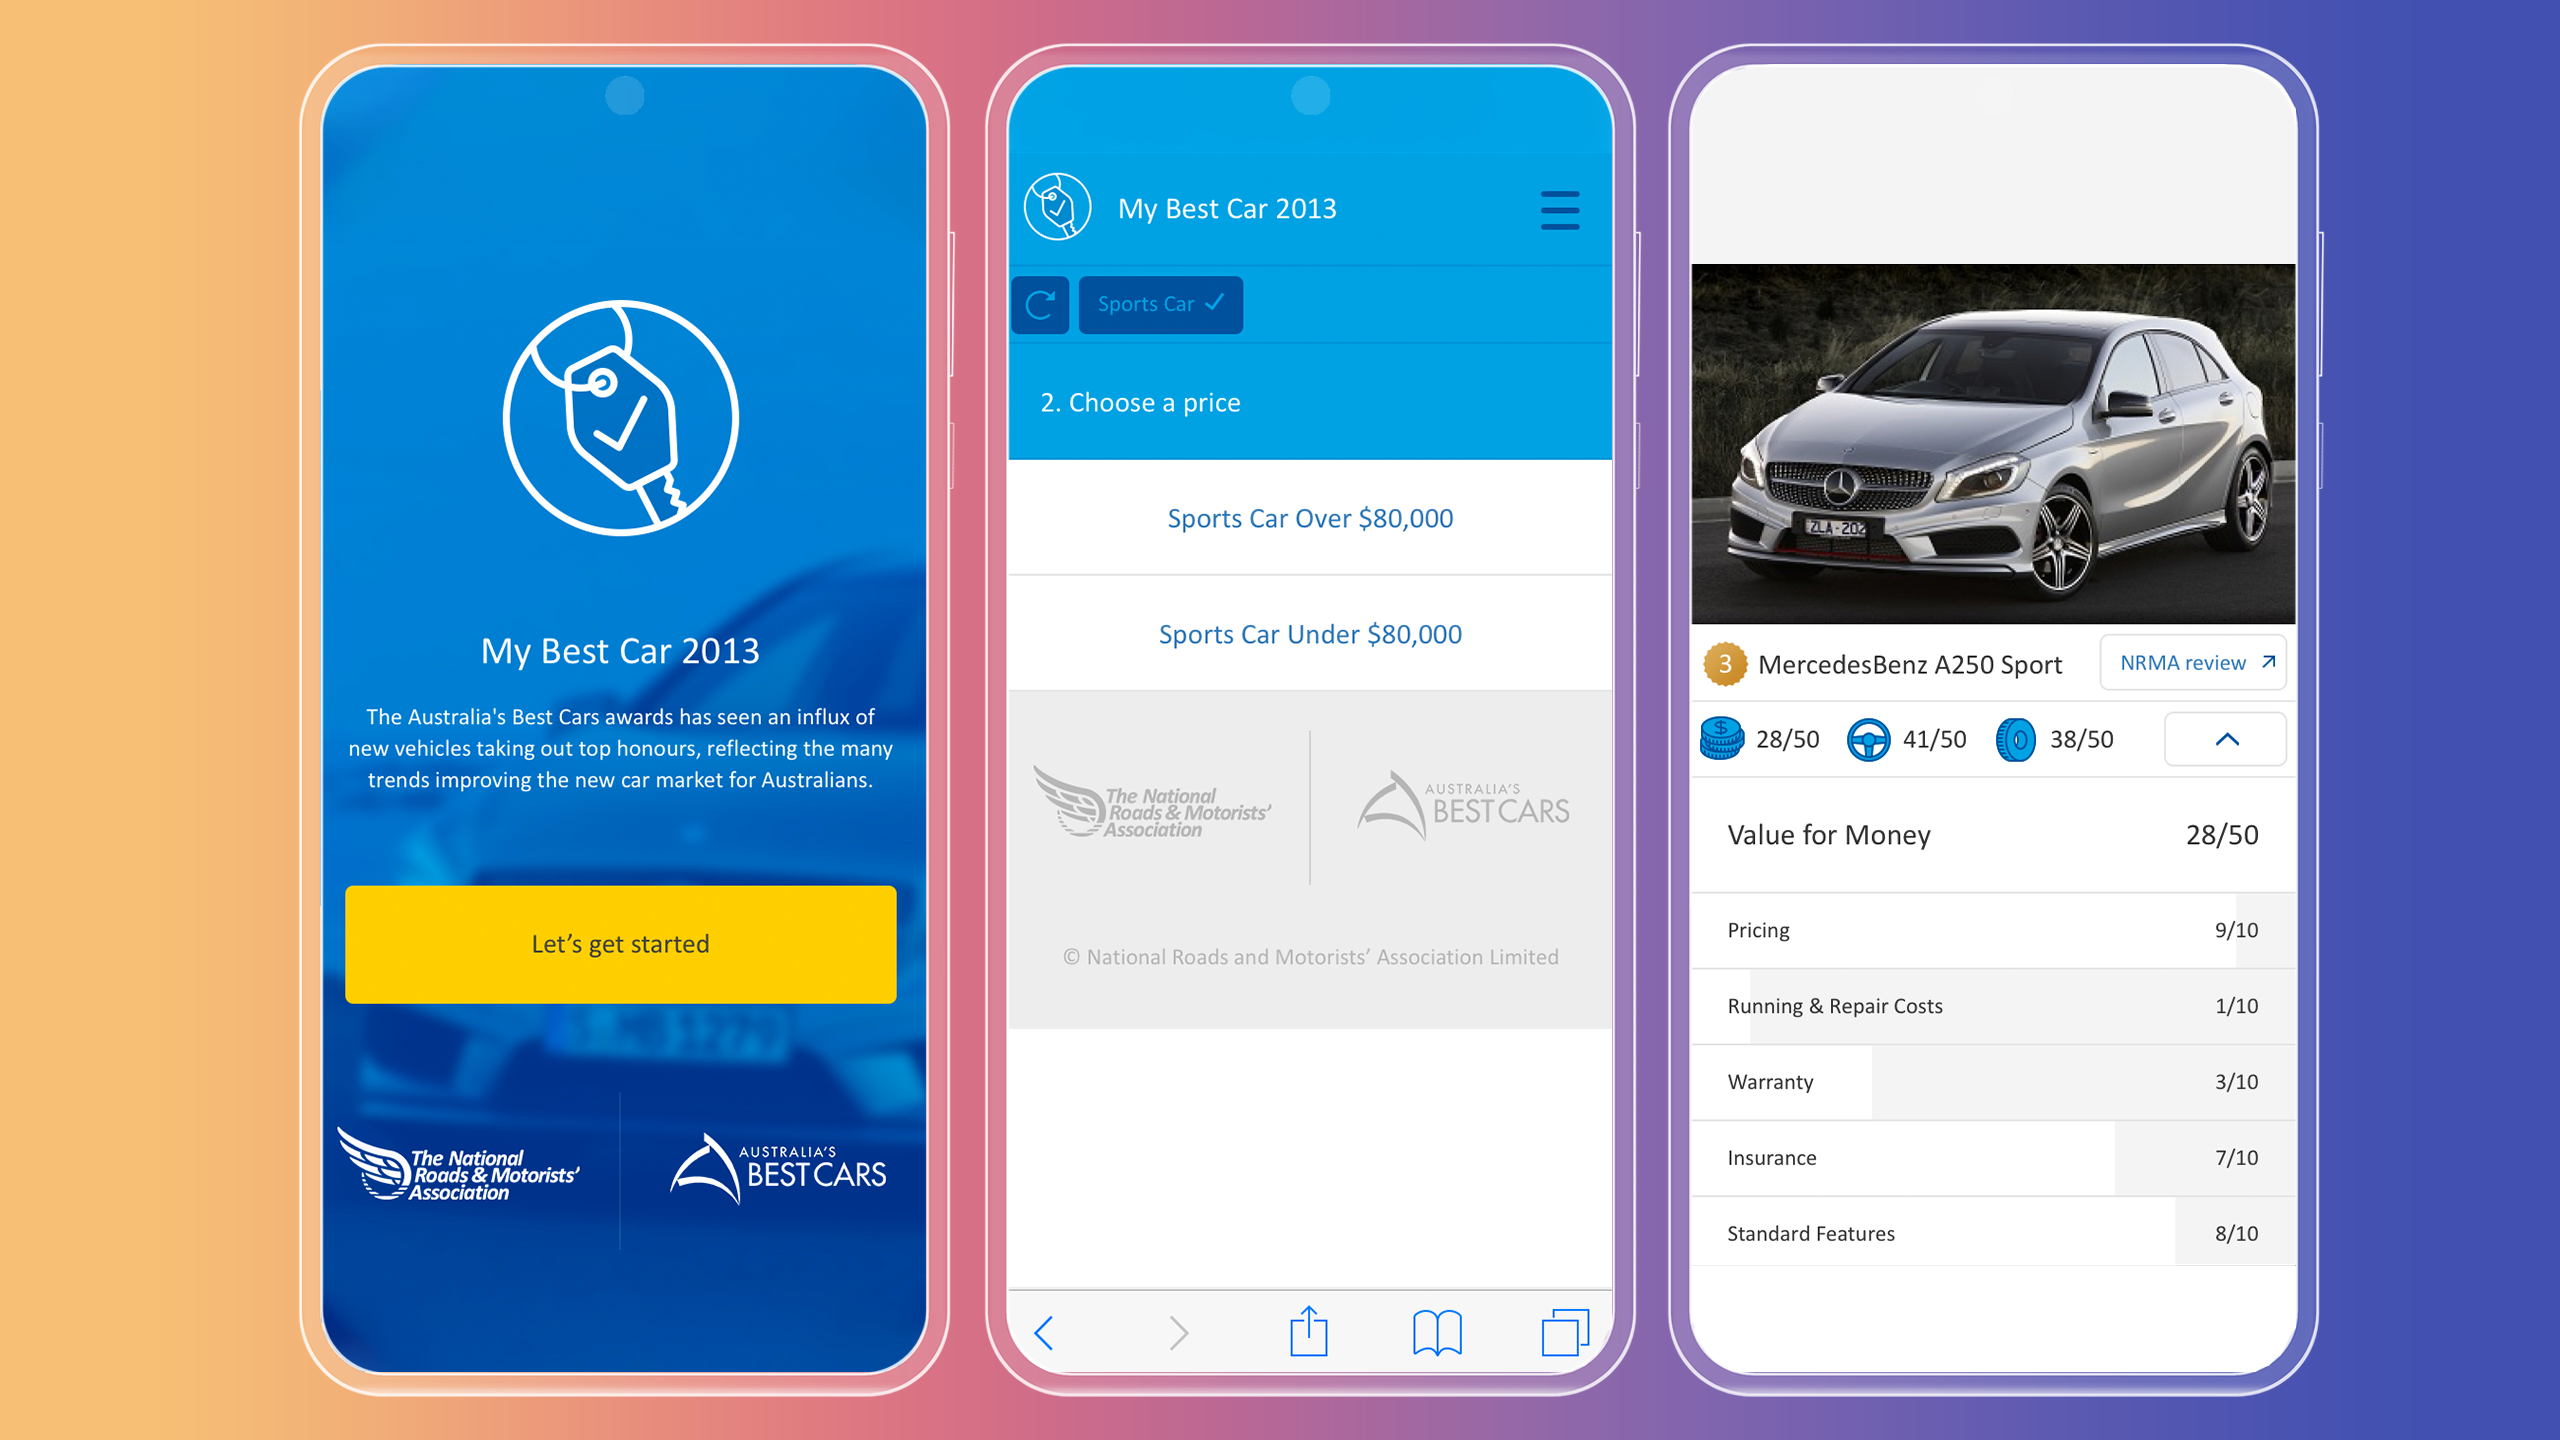 My Best Car 2013
The Australia's Best Cars awards has seen an influx of
new vehicles taking out top honours, reflecting the many
trends improving the new car market for Australians.
Let’s get started
The National
Roads & Motorists’
Association
AUSTRALIA’S
BEST CARS
My Best Car 2013
Sports Car
2. Choose a price
Sports Car Over $80,000
Sports Car Under $80,000
The National
Roads & Motorists’
Association
AUSTRALIA’S
BEST CARS
© National Roads and Motorists’ Association Limited
ZLA-202
3 MercedesBenz A250 Sport NRMA review
28/50 41/50 38/50
Value for Money 28/50
Pricing 9/10
Running & Repair Costs 1/10
Warranty 3/10
Insurance 7/10
Standard Features 8/10